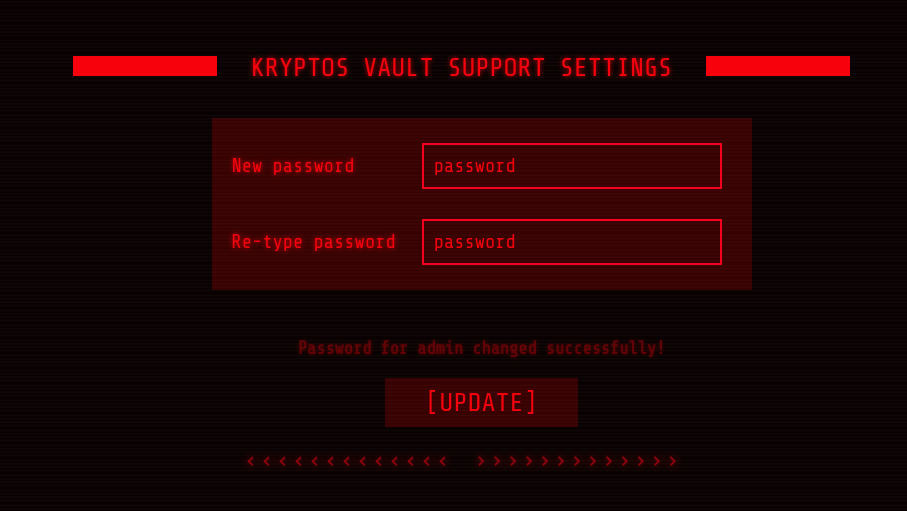 KRYPTOS VAULT SUPPORT SETTINGS
New password password
Re-type password password
Password for admin changed successfully!
[UPDATE]
<<<<<<<<<<<<< >>>>>>>>>>>>>